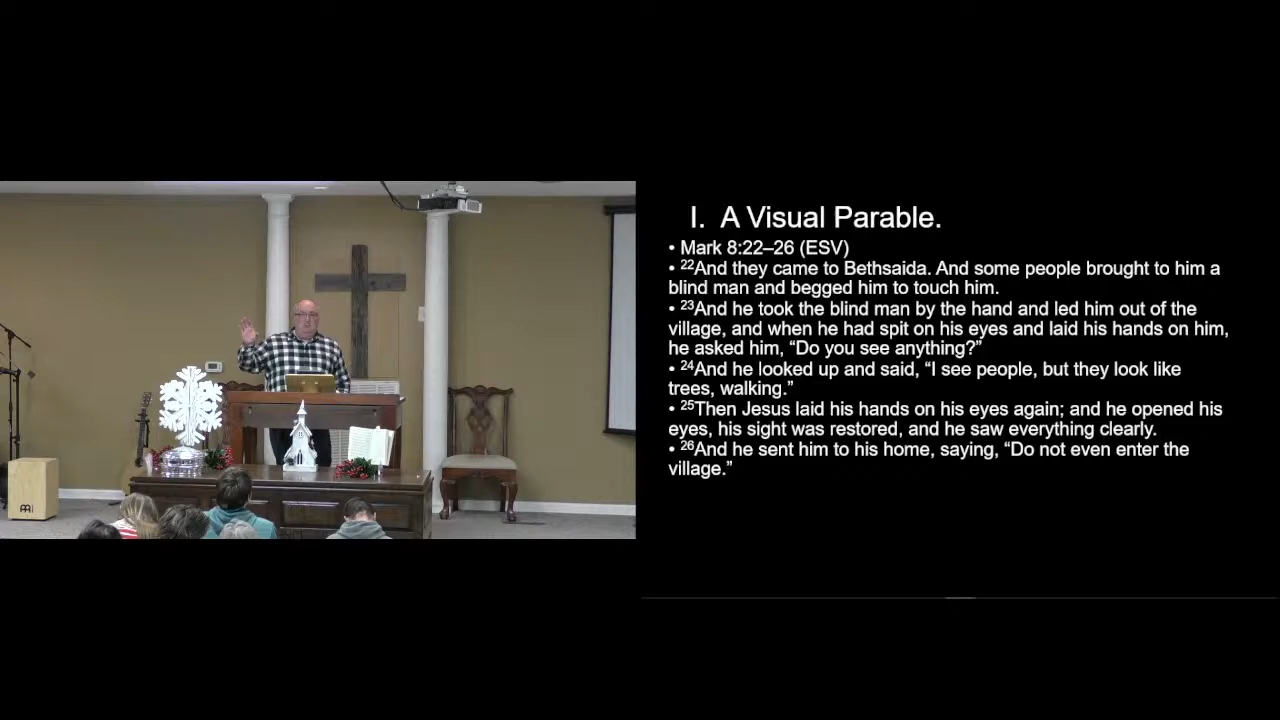 I. A Visual Parable.
• Mark 8:22–26 (ESV)
• 22And they came to Bethsaida. And some people brought to him a
blind man and begged him to touch him.
• 23And he took the blind man by the hand and led him out of the
village, and when he had spit on his eyes and laid his hands on him,
he asked him, “Do you see anything?”
• 24And he looked up and said, “I see people, but they look like
trees, walking.”
• 25Then Jesus laid his hands on his eyes again; and he opened his
eyes, his sight was restored, and he saw everything clearly.
• 26And he sent him to his home, saying, “Do not even enter the
village.”
MEINL